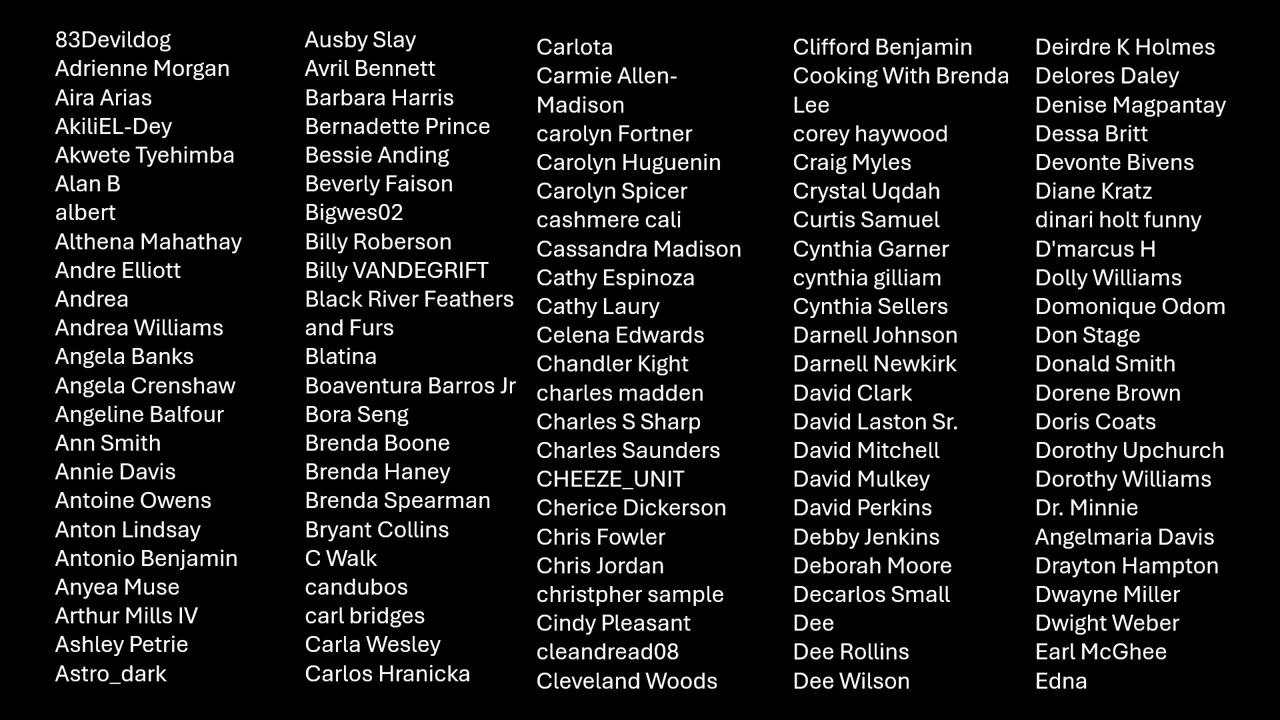 83Devildog
Adrienne Morgan
Aira Arias
AkiliEL-Dey
Akwete Tyehimba
Alan B
albert
Althena Mahathay
Andre Elliott
Andrea
Andrea Williams
Angela Banks
Angela Crenshaw
Angeline Balfour
Ann Smith
Annie Davis
Antoine Owens
Anton Lindsay
Antonio Benjamin
Anyea Muse
Arthur Mills IV
Ashley Petrie
Astro_dark
Ausby Slay
Avril Bennett
Barbara Harris
Bernadette Prince
Bessie Anding
Beverly Faison
Bigwes02
Billy Roberson
Billy VANDEGRIFT
Black River Feathers
and Furs
Blatina
Boaventura Barros Jr
Bora Seng
Brenda Boone
Brenda Haney
Brenda Spearman
Bryant Collins
C Walk
candubos
carl bridges
Carla Wesley
Carlos Hranicka
Carlota
Carmie Allen-
Madison
carolyn Fortner
Carolyn Huguenin
Carolyn Spicer
cashmere cali
Cassandra Madison
Cathy Espinoza
Cathy Laury
Celena Edwards
Chandler Kight
charles madden
Charles S Sharp
Charles Saunders
CHEEZE_UNIT
Cherice Dickerson
Chris Fowler
Chris Jordan
christpher sample
Cindy Pleasant
cleandread08
Cleveland Woods
Clifford Benjamin
Cooking With Brenda
Lee
corey haywood
Craig Myles
Crystal Uqdah
Curtis Samuel
Cynthia Garner
cynthia gilliam
Cynthia Sellers
Darnell Johnson
Darnell Newkirk
David Clark
David Laston Sr.
David Mitchell
David Mulkey
David Perkins
Debby Jenkins
Deborah Moore
Decarlos Small
Dee
Dee Rollins
Dee Wilson
Deirdre K Holmes
Delores Daley
Denise Magpantay
Dessa Britt
Devonte Bivens
Diane Kratz
dinari holt funny
D'marcus H
Dolly Williams
Domonique Odom
Don Stage
Donald Smith
Dorene Brown
Doris Coats
Dorothy Upchurch
Dorothy Williams
Dr. Minnie
Angelmaria Davis
Drayton Hampton
Dwayne Miller
Dwight Weber
Earl McGhee
Edna